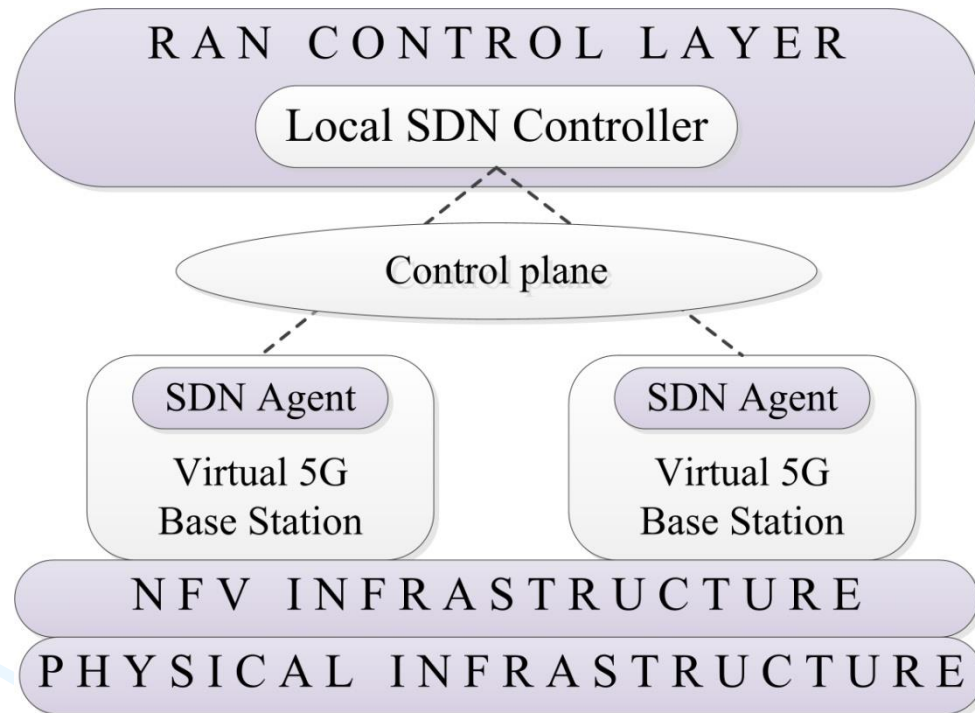 RAN CONTROL LAYER
Local SDN Controller
Control plane
SDN Agent
Virtual 5G
Base Station
SDN Agent
Virtual 5G
Base Station
NFV INFRASTRUCTURE
PHYSICAL INFRASTRUCTURE